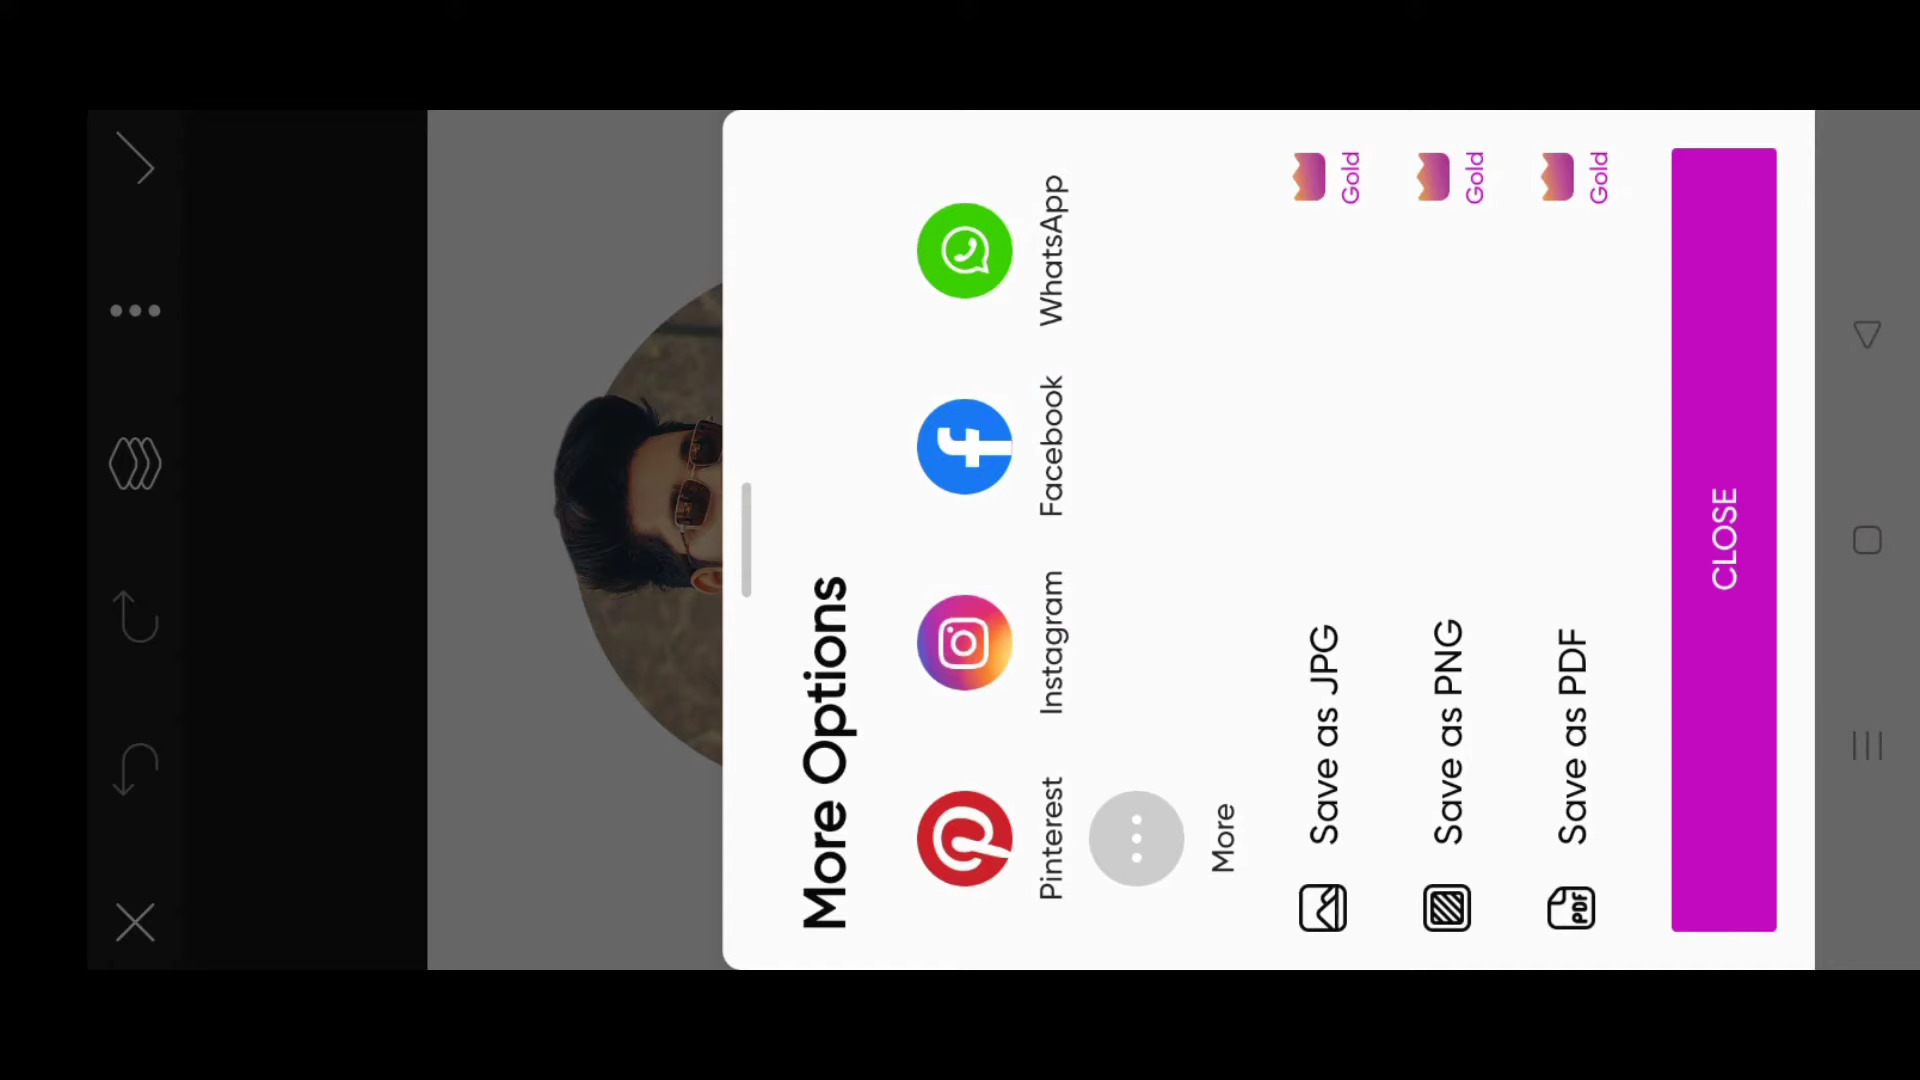 More Options
Pinterest
Instagram
Facebook
WhatsApp
More
Save as JPG
Gold
Save as PNG
Gold
PDF
Save as PDF
Gold
CLOSE